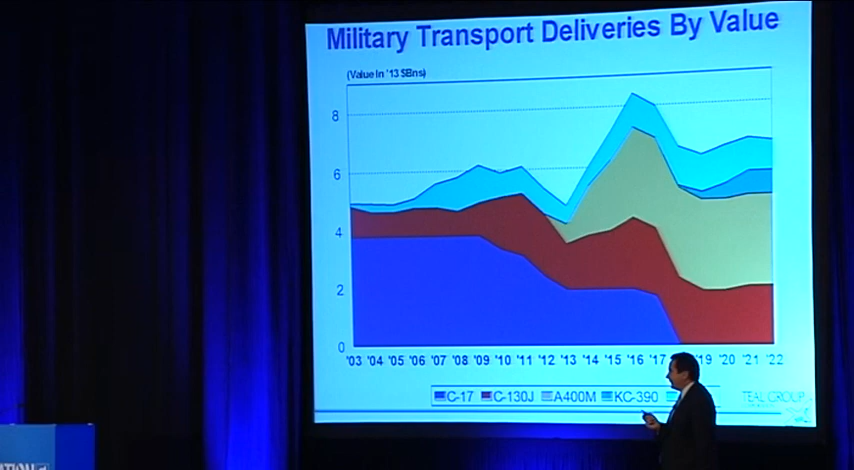 Military Transport Deliveries By Value
(Value In '13 $Bns)
8
6
4
2
0
'03 '04 '05 '06 '07 '08 '09 '10 '11 '12 '13 '14 '15 '16 '17 '19 '20 '21 '22
C-17 C-130J A400M KC-390
TEAL GROUP
ATION